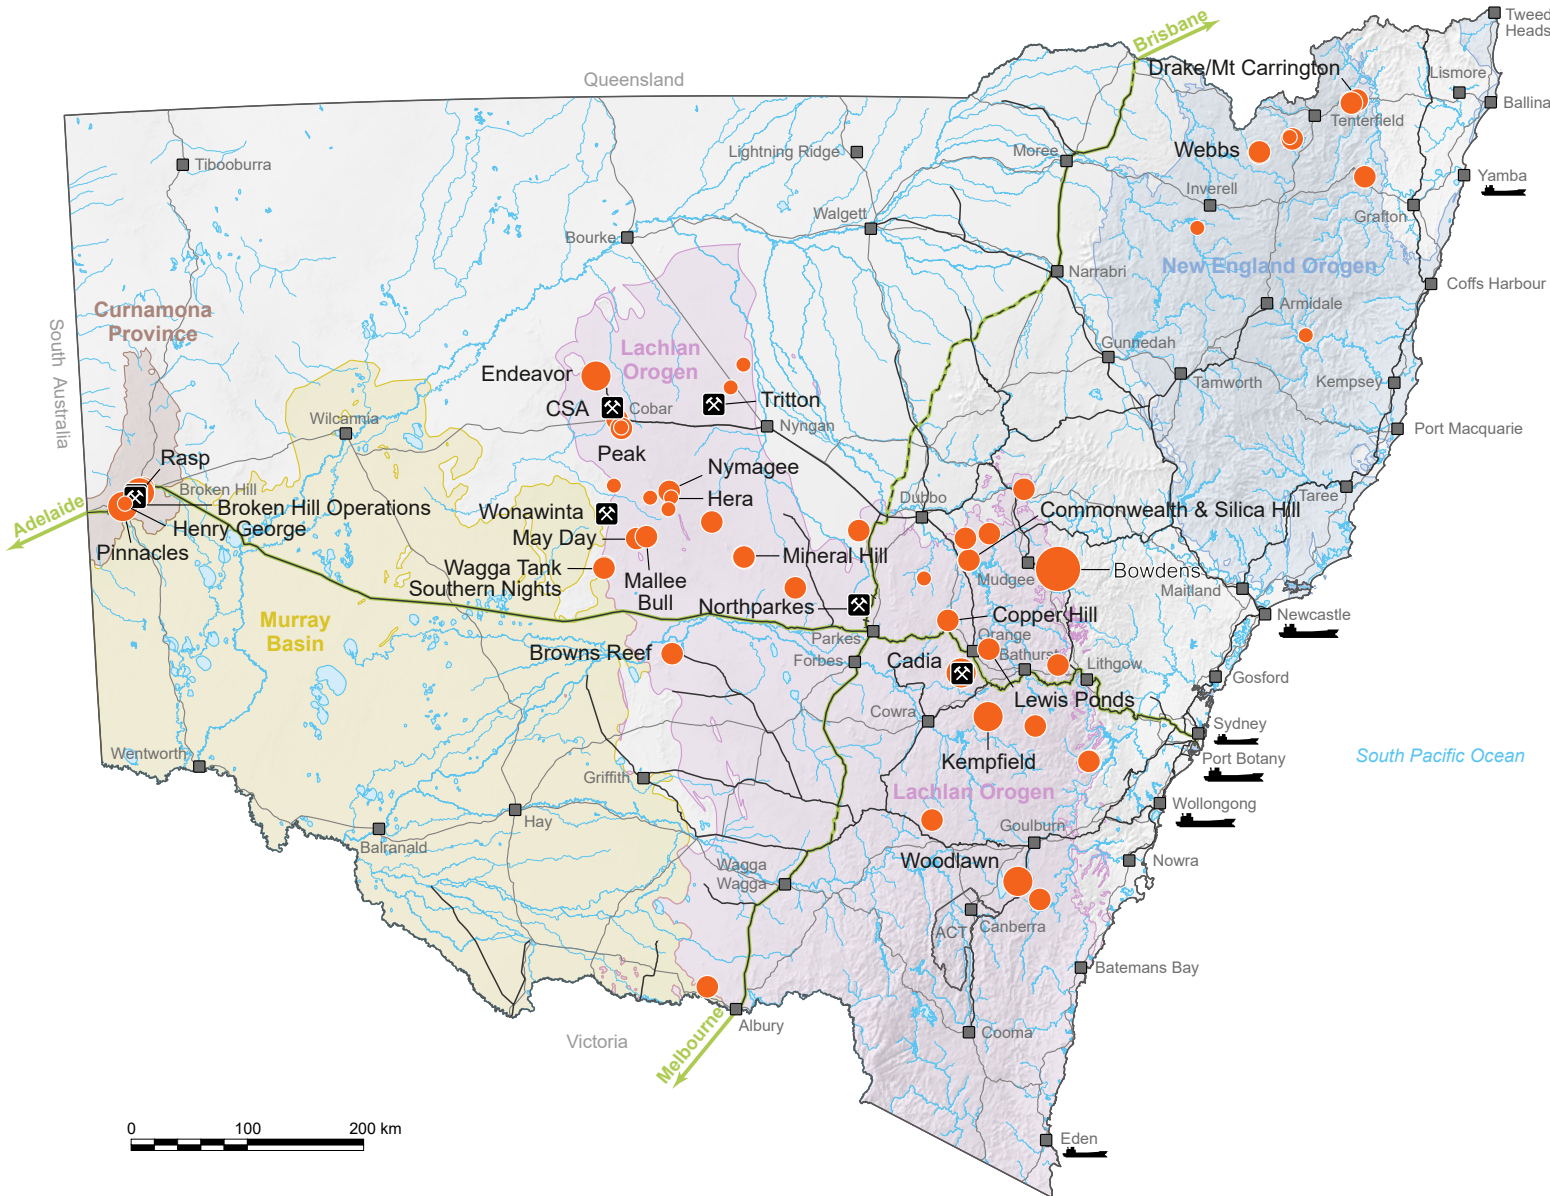 Tweed
Heads
Brisbane
Queensland
Drake/Mt Carrington
Lismore
Ballina
Tenterfield
Lightning Ridge
Moree
Webbs
Tibooburra
Yamba
Inverell
Grafton
Walgett
Bourke
New England Orogen
Narrabri
Coffs Harbour
Armidale
Curnamona
Province
South Australia
Lachlan
Orogen
Gunnedah
Endeavor
Tamworth
Kempsey
CSA
Cobar
Tritton
Wilcannia
Nyngan
Port Macquarie
Peak
Rasp
Nymagee
Broken Hill
Hera
Dubbo
Taree
Adelaide
Broken Hill Operations
Wonawinta
Commonwealth & Silica Hill
Henry George
May Day
Pinnacles
Mineral Hill
Wagga Tank
Southern Nights
Mallee
Bull
Mudgee
Bowdens
Maitland
Northparkes
Newcastle
Murray
Basin
Copper Hill
Parkes
Orange
Browns Reef
Forbes
Cadia
Bathurst
Lithgow
Gosford
Lewis Ponds
Cowra
Sydney
Wentworth
Kempfield
Port Botany
South Pacific Ocean
Griffith
Lachlan Orogen
Wollongong
Hay
Goulburn
Balranald
Woodlawn
Nowra
Wagga
Wagga
ACT
Canberra
Batemans Bay
Albury
Victoria
Melbourne
Cooma
0 100 200 km
Eden